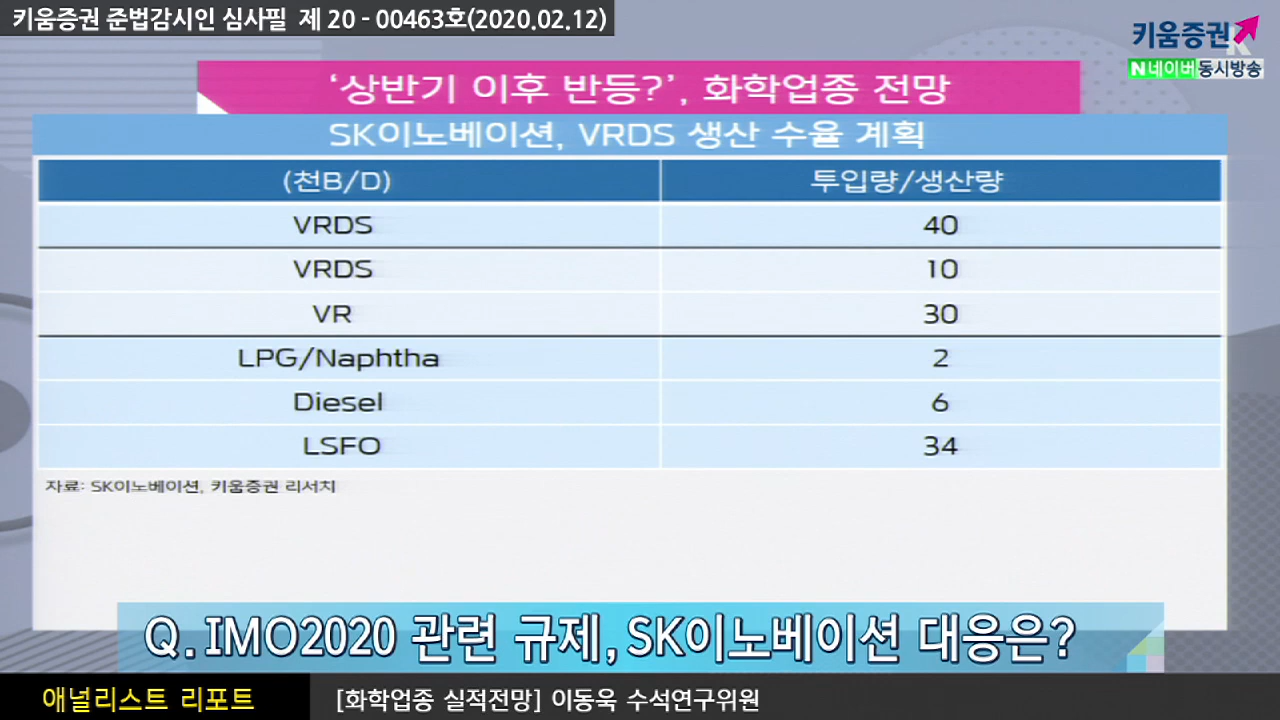 키움증권 준법감시인 심사필 제 20 - 00463호(2020.02.12)
키움증권
N네이버 동시방송
‘상반기 이후 반등?’, 화학업종 전망
SK이노베이션, VRDS 생산 수율 계획
(천B/D) 투입량/생산량
VRDS 40
VRDS 10
VR 30
LPG/Naphtha 2
Diesel 6
LSFO 34
자료: SK이노베이션, 키움증권 리서치
Q. IMO2020 관련 규제, SK이노베이션 대응은?
애널리스트 리포트 [화학업종 실적전망] 이동욱 수석연구위원